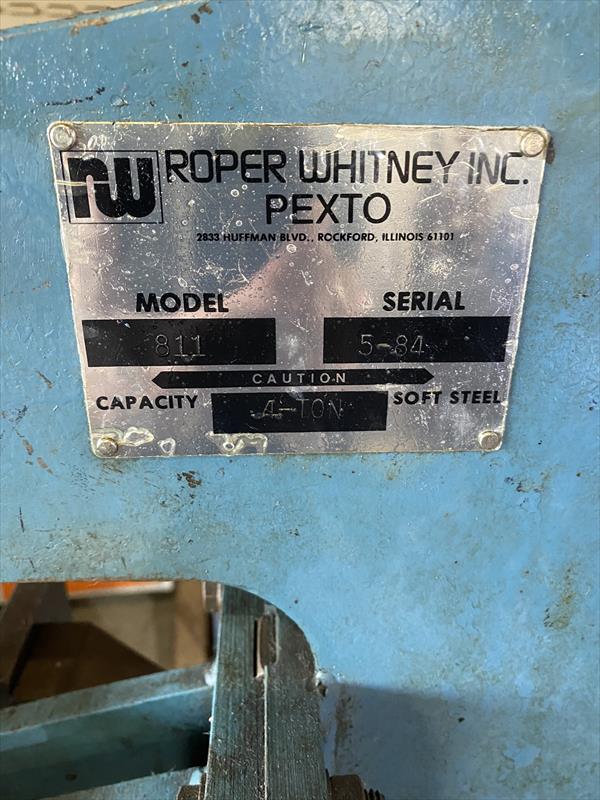 rw ROPER WHITNEY INC.
PEXTO
2833 HUFFMAN BLVD., ROCKFORD, ILLINOIS 61101
MODEL SERIAL
811 5-84
CAUTION
CAPACITY 4-TON SOFT STEEL